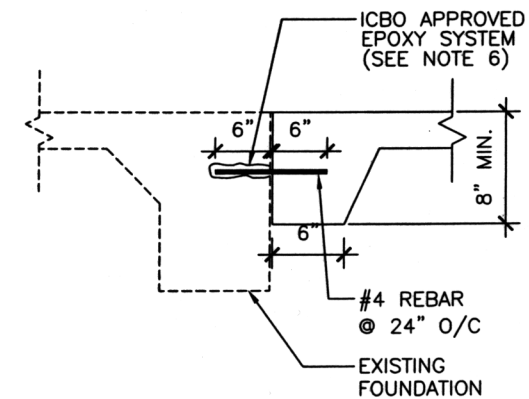 ICBO APPROVED
EPOXY SYSTEM
(SEE NOTE 6)
6" 6"
8" MIN.
6"
#4 REBAR
@ 24" O/C
EXISTING
FOUNDATION